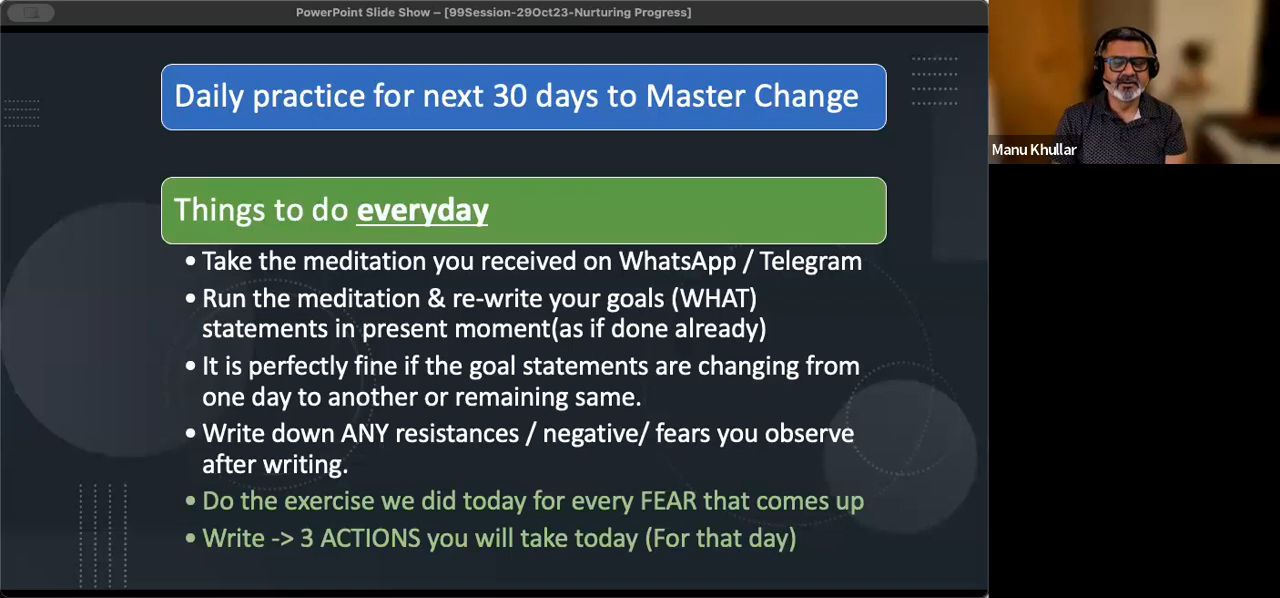 PowerPoint Slide Show – [99Session-29Oct23-Nurturing Progress]
Daily practice for next 30 days to Master Change
Things to do everyday
• Take the meditation you received on WhatsApp / Telegram
• Run the meditation & re-write your goals (WHAT)
statements in present moment(as if done already)
• It is perfectly fine if the goal statements are changing from
one day to another or remaining same.
• Write down ANY resistances / negative/ fears you observe
after writing.
• Do the exercise we did today for every FEAR that comes up
• Write -> 3 ACTIONS you will take today (For that day)
Manu Khullar